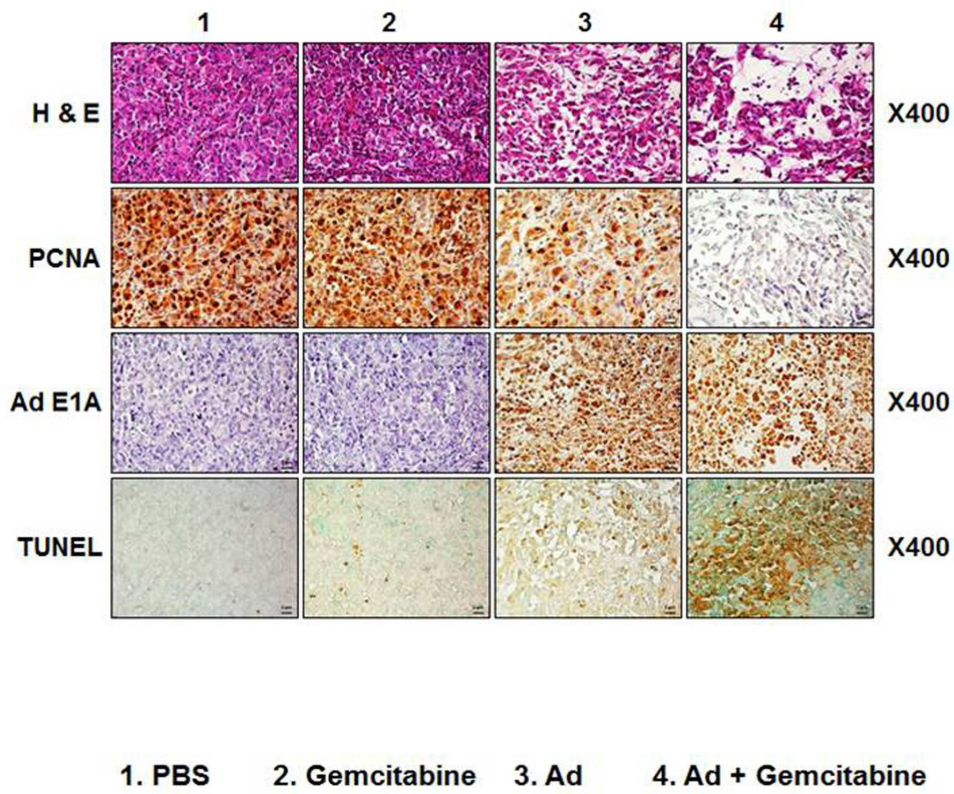 1 2 3 4
H & E X400
PCNA X400
Ad E1A X400
TUNEL X400
1. PBS 2. Gemcitabine 3. Ad 4. Ad + Gemcitabine